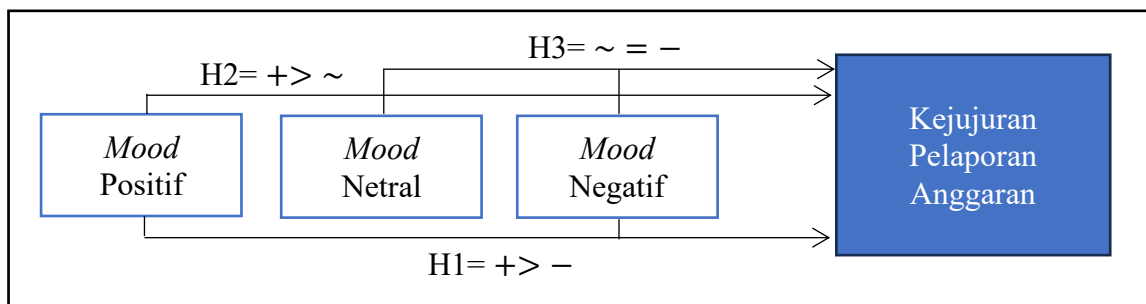 H3= ~ = −
H2= +> ~
Mood
Positif
Mood
Netral
Mood
Negatif
Kejujuran
Pelaporan
Anggaran
H1= +> −